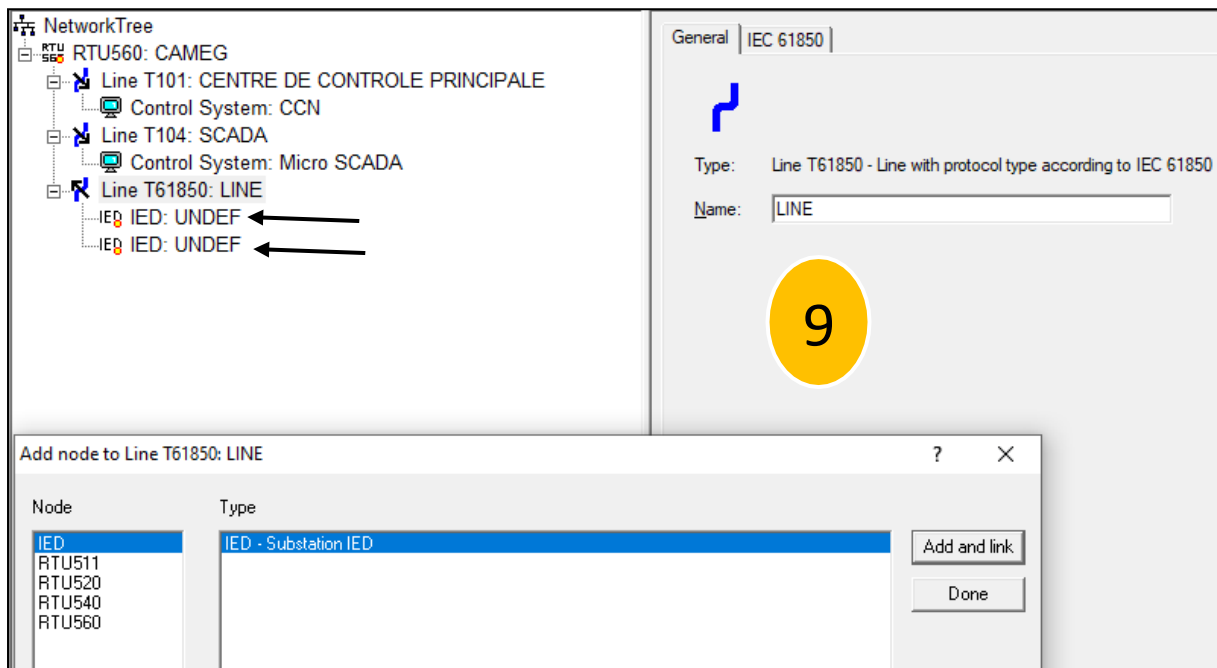 NetworkTree
RTU560: CAMEG
Line T101: CENTRE DE CONTROLE PRINCIPALE
Control System: CCN
Line T104: SCADA
Control System: Micro SCADA
Line T61850: LINE
IED IED: UNDEF
IED IED: UNDEF
General
IEC 61850
Type: Line T61850 - Line with protocol type according to IEC 61850
Name: LINE
9
Add node to Line T61850: LINE
?
Node
Type
IED
RTU511
RTU520
RTU540
RTU560
IED - Substation IED
Add and link
Done